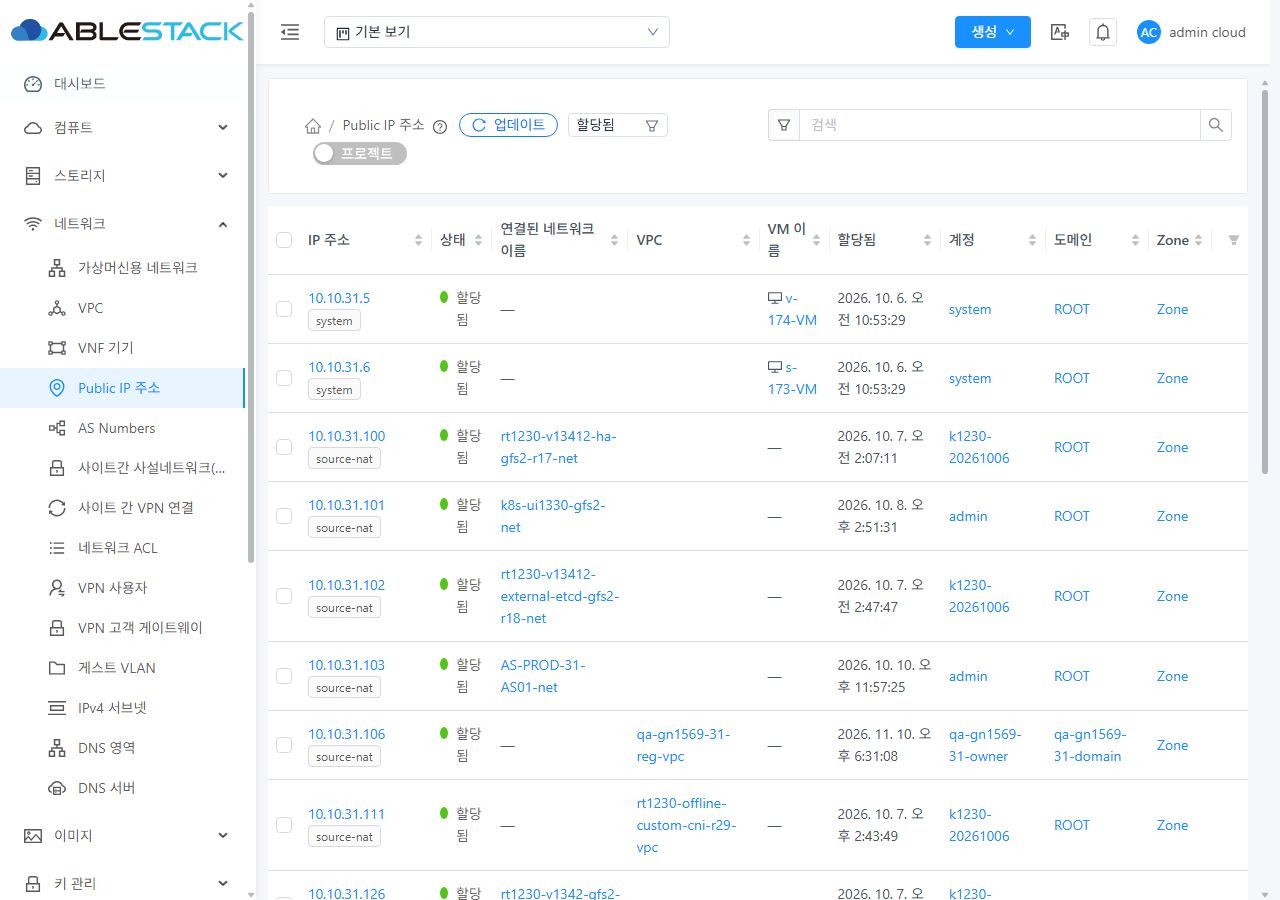 ABLESTACK
기본 보기
생성
AC
admin cloud
대시보드
컴퓨트
스토리지
네트워크
가상머신용 네트워크
VPC
VNF 기기
Public IP 주소
AS Numbers
사이트간 사설네트워크(...
사이트 간 VPN 연결
네트워크 ACL
VPN 사용자
VPN 고객 게이트웨이
게스트 VLAN
IPv4 서브넷
DNS 영역
DNS 서버
이미지
키 관리
/ Public IP 주소
업데이트
할당됨
검색
프로젝트
IP 주소
상태
연결된 네트워크
이름
VPC
VM 이
름
할당됨
계정
도메인
Zone
10.10.31.5
system
할당
됨
—
v-
174-VM
2026. 10. 6. 오
전 10:53:29
system
ROOT
Zone
10.10.31.6
system
할당
됨
—
s-
173-VM
2026. 10. 6. 오
전 10:53:29
system
ROOT
Zone
10.10.31.100
source-nat
할당
됨
rt1230-v13412-ha-
gfs2-r17-net
—
2026. 10. 7. 오
전 2:07:11
k1230-
20261006
ROOT
Zone
10.10.31.101
source-nat
할당
됨
k8s-ui1330-gfs2-
net
—
2026. 10. 8. 오
후 2:51:31
admin
ROOT
Zone
10.10.31.102
source-nat
할당
됨
rt1230-v13412-
external-etcd-gfs2-
r18-net
—
2026. 10. 7. 오
전 2:47:47
k1230-
20261006
ROOT
Zone
10.10.31.103
source-nat
할당
됨
AS-PROD-31-
AS01-net
—
2026. 10. 10. 오
후 11:57:25
admin
ROOT
Zone
10.10.31.106
source-nat
할당
됨
—
qa-gn1569-31-
reg-vpc
—
2026. 11. 10. 오
후 6:31:08
qa-gn1569-
31-owner
qa-gn1569-
31-domain
Zone
10.10.31.111
source-nat
할당
됨
—
rt1230-offline-
custom-cni-r29-
vpc
—
2026. 10. 7. 오
후 2:43:49
k1230-
20261006
ROOT
Zone
10.10.31.126
할당
rt1230-v1342-gfs2-
2026. 10. 7. 오
k1230-